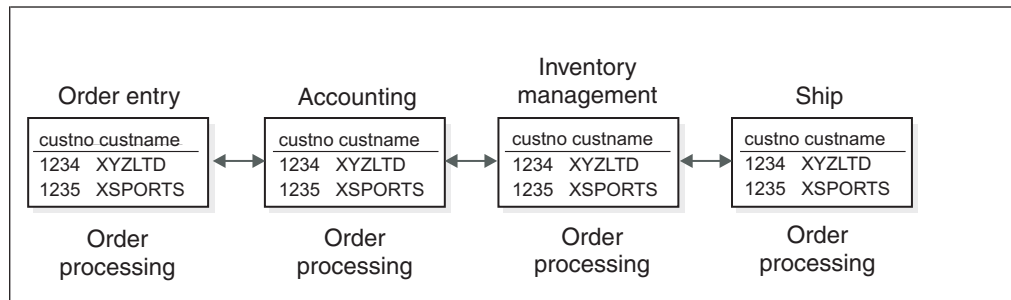 Order entry
custno custname
1234 XYZLTD
1235 XSPORTS
Order
processing
Accounting
custno custname
1234 XYZLTD
1235 XSPORTS
Order
processing
Inventory
management
custno custname
1234 XYZLTD
1235 XSPORTS
Order
processing
Ship
custno custname
1234 XYZLTD
1235 XSPORTS
Order
processing